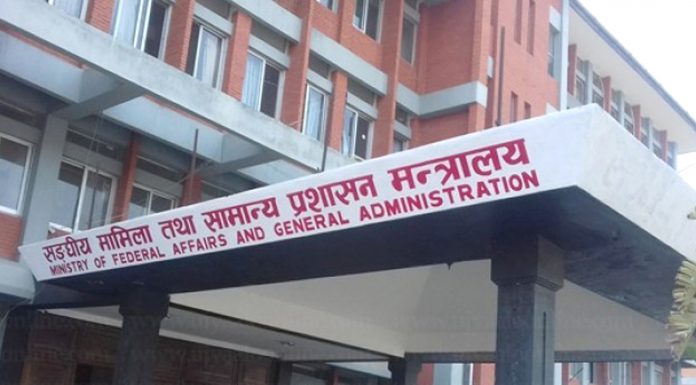 सङ्घीय मामिला तथा सामान्य प्रशासन मन्त्रालय
MINISTRY OF FEDERAL AFFAIRS AND GENERAL ADMINISTRATION